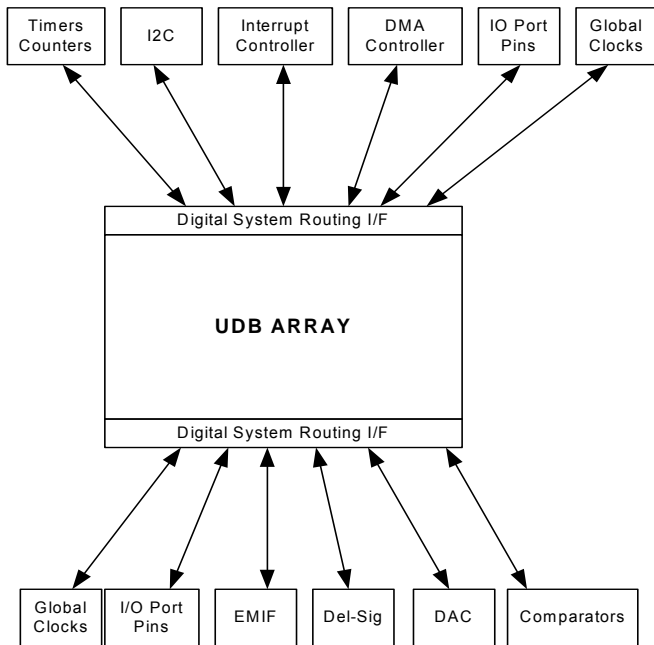 Timers
Counters
I2C
Interrupt
Controller
DMA
Controller
IO Port
Pins
Global
Clocks
Digital System Routing I/F
UDB ARRAY
Digital System Routing I/F
Global
Clocks
I/O Port
Pins
EMIF
Del-Sig
DAC
Comparators